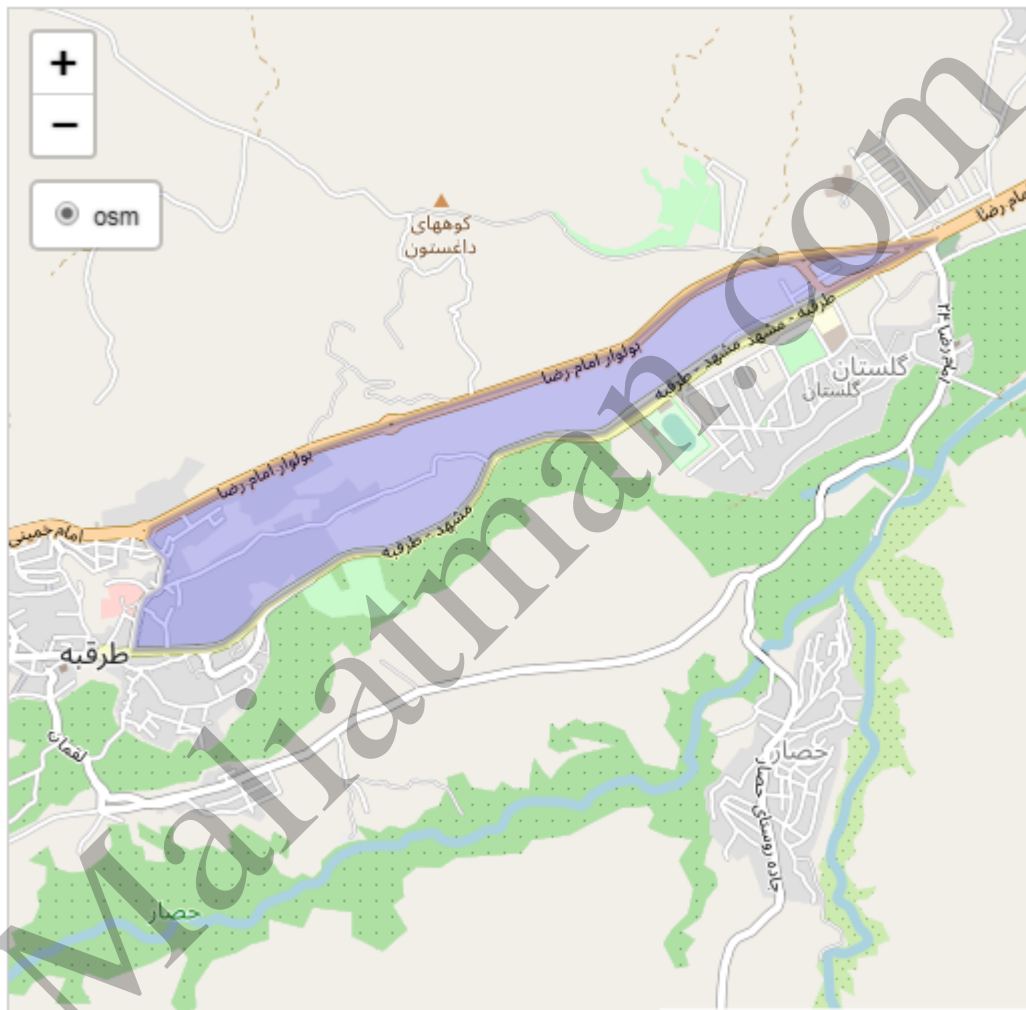 +
−
osm
کوههای
داغستون
امام رضا
طرقبه - مشهد
مشهد - طرقبه
بولوار امام رضا
گلستان
گلستان
امام رضا ۲۴
بولوار امام رضا
مشهد - طرقبه
امام خمینی
طرقبه
لقمان
حصار
جاده روستای حصار
حصار
Maliatman.com